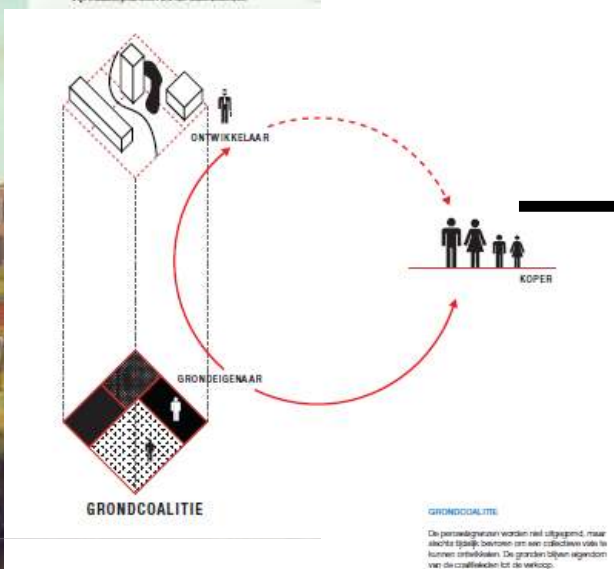 ONTWIKKELAAR
KOPER
GRONDEIGENAAR
GRONDCOALITIE
GRONDCOALITIE
De perceelsgrenzen worden niet uitgegomd, maar
slechts tijdelijk bevroren om een collectieve visie te
kunnen ontwikkelen. De gronden blijven eigendom
van de coalitieleden tot de verkoop.